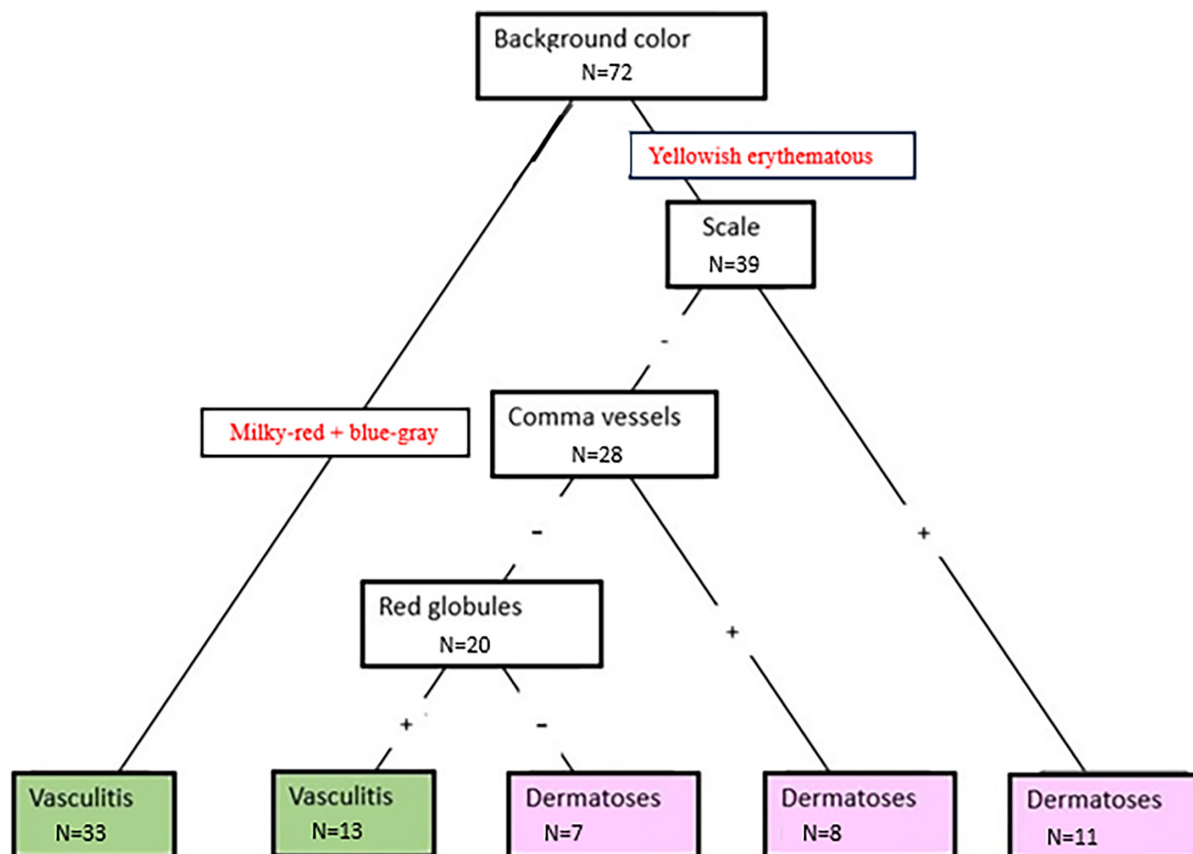 Background color
N=72
Yellowish erythematous
Scale
N=39
-
Comma vessels
N=28
Milky-red + blue-gray
-
+
Red globules
N=20
+
+
-
Vasculitis
N=33
Vasculitis
N=13
Dermatoses
N=7
Dermatoses
N=8
Dermatoses
N=11